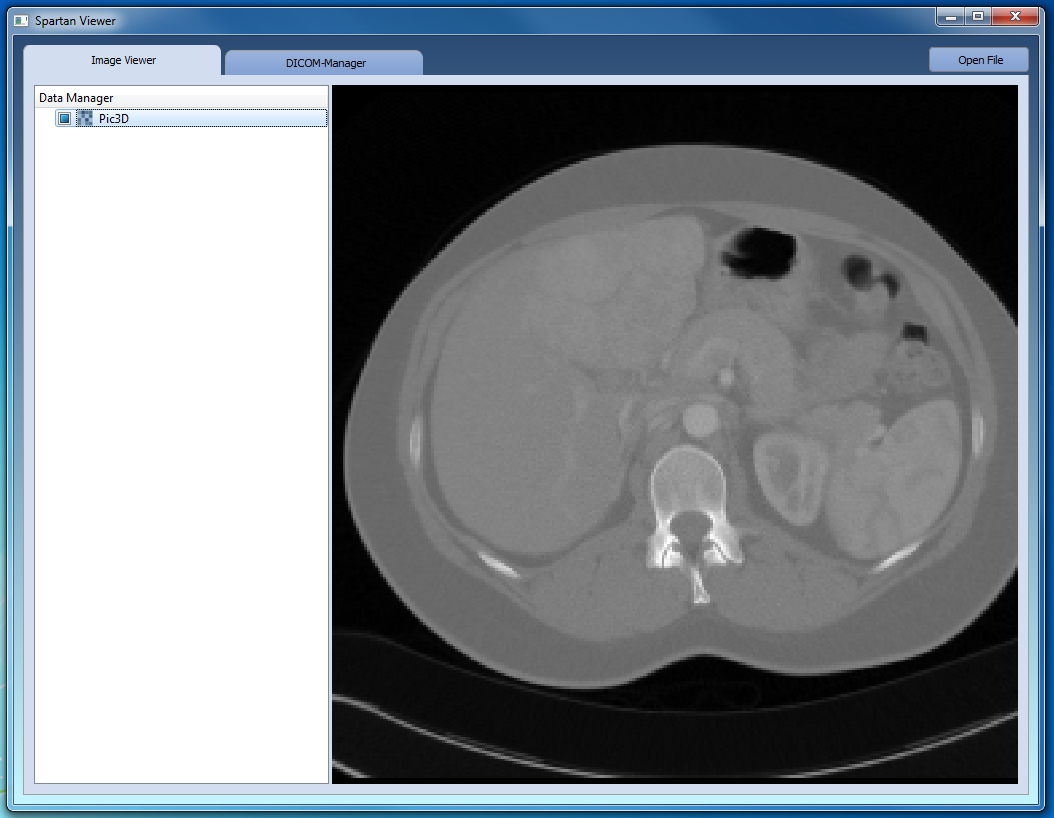 Spartan Viewer
Image Viewer
DICOM-Manager
Open File
Data Manager
Pic3D